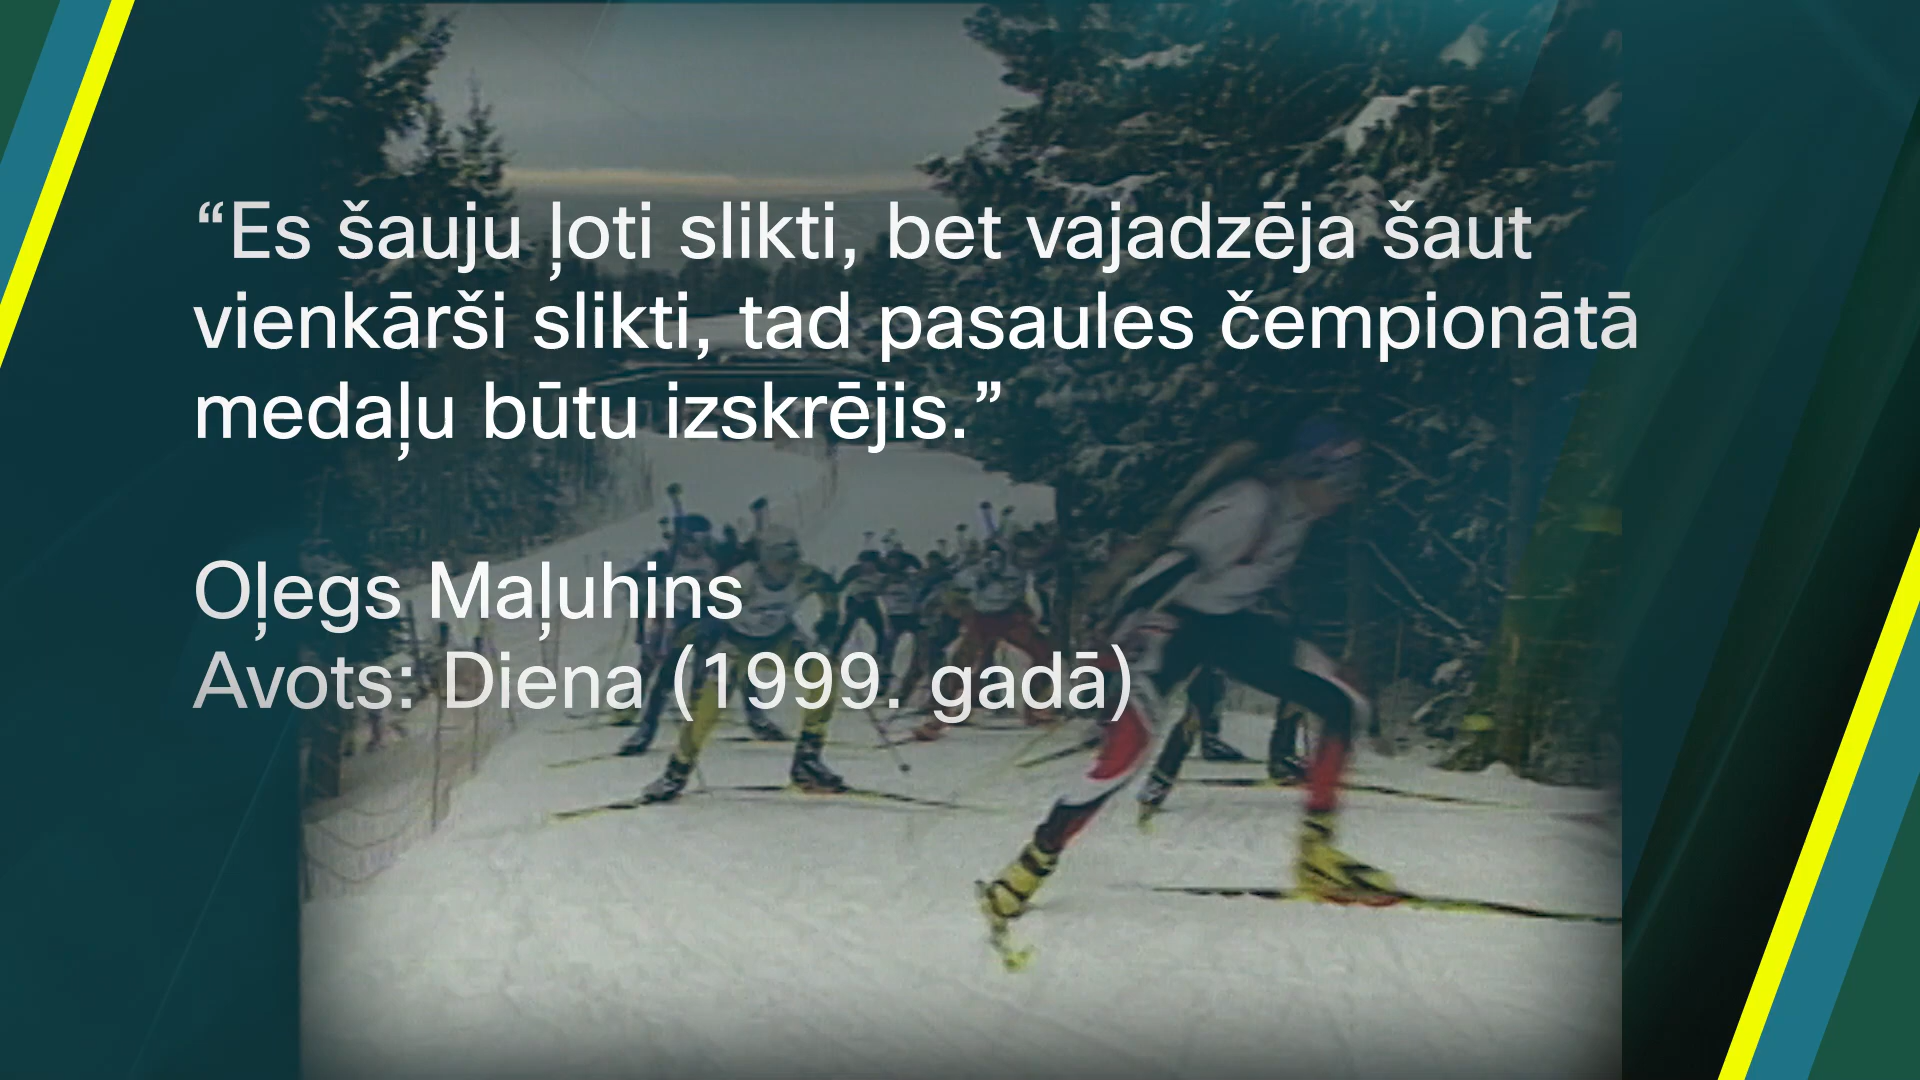 “Es šauju ļoti slikti, bet vajadzēja šaut
vienkārši slikti, tad pasaules čempionātā
medaļu būtu izskrējis.”
Oļegs Maļuhins
Avots: Diena (1999. gadā)